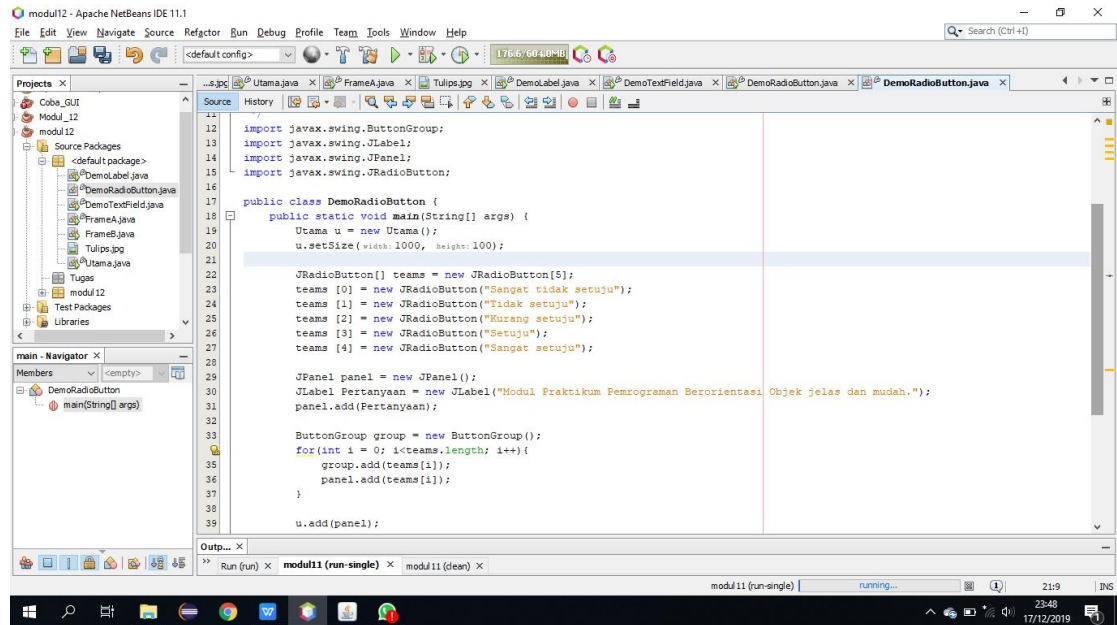 modul12 - Apache NetBeans IDE 11.1
File Edit View Navigate Source Refactor Run Debug Profile Team Tools Window Help
Search (Ctrl+I)
<default config>
176.6/604.0MB
Projects
...s.jpg Utama.java FrameA.java Tulips.jpg DemoLabel.java DemoTextField.java DemoRadioButton.java DemoRadioButton.java
Coba_GUI
Modul_12
modul12
Source Packages
<default package>
DemoLabel.java
DemoRadioButton.java
DemoTextField.java
FrameA.java
FrameB.java
Tulips.jpg
Utama.java
Tugas
modul12
Test Packages
Libraries
main - Navigator
Members <empty>
DemoRadioButton
main(String[] args)
Source History
11 */
12 import javax.swing.ButtonGroup;
13 import javax.swing.JLabel;
14 import javax.swing.JPanel;
15 import javax.swing.JRadioButton;
16
17 public class DemoRadioButton {
18 public static void main(String[] args) {
19 Utama u = new Utama();
20 u.setSize(width: 1000, height: 100);
21
22 JRadioButton[] teams = new JRadioButton[5];
23 teams [0] = new JRadioButton("Sangat tidak setuju");
24 teams [1] = new JRadioButton("Tidak setuju");
25 teams [2] = new JRadioButton("Kurang setuju");
26 teams [3] = new JRadioButton("Setuju");
27 teams [4] = new JRadioButton("Sangat setuju");
28
29 JPanel panel = new JPanel();
30 JLabel Pertanyaan = new JLabel("Modul Praktikum Pemrograman Berorientasi Objek jelas dan mudah.");
31 panel.add(Pertanyaan);
32
33 ButtonGroup group = new ButtonGroup();
for(int i = 0; i<teams.length; i++){
35 group.add(teams[i]);
36 panel.add(teams[i]);
37 }
38
39 u.add(panel);
Outp...
Run (run) modul11 (run-single) modul11 (clean)
modul11 (run-single) running... 1 21:9 INS
23:48
17/12/2019
1